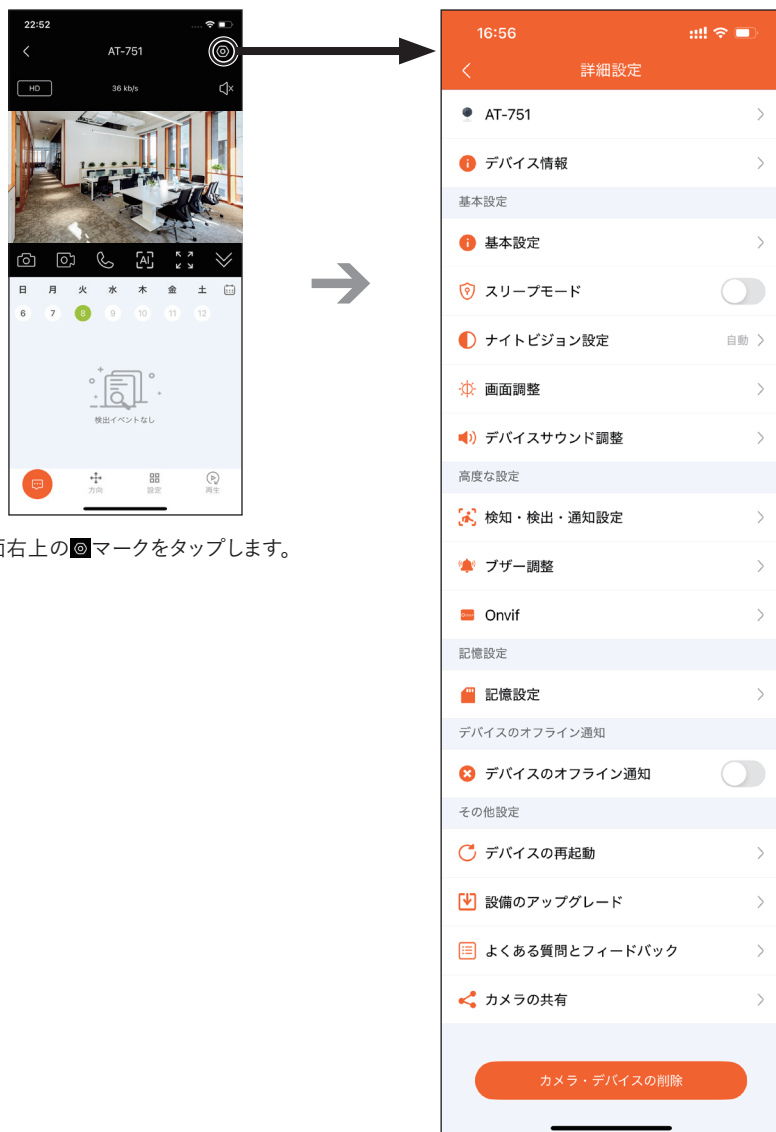 22:52
AT-751
HD
36 kb/s
AI
日 月 火 水 木 金 土
6 7 8 9 10 11 12
検出イベントなし
方向 設定 再生
面右上の マークをタップします。
16:56
詳細設定
AT-751
デバイス情報
基本設定
基本設定
スリープモード
ナイトビジョン設定 自動
画面調整
デバイスサウンド調整
高度な設定
検知・検出・通知設定
ブザー調整
Onvif
記憶設定
記憶設定
デバイスのオフライン通知
デバイスのオフライン通知
その他設定
デバイスの再起動
設備のアップグレード
よくある質問とフィードバック
カメラの共有
カメラ・デバイスの削除